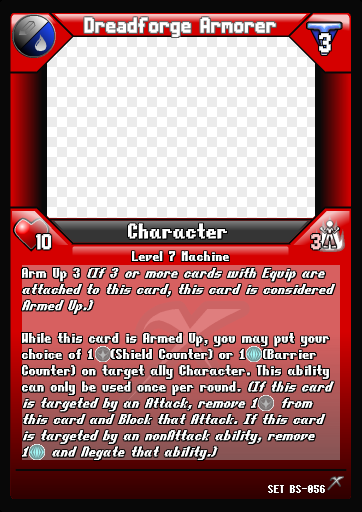 Dreadforge Armorer
3
Character
10
3
Level 7 Machine
Arm Up 3 (If 3 or more cards with Equip are
attached to this card, this card is considered
Armed Up.)
While this card is Armed Up, you may put your
choice of 1 (Shield Counter) or 1 (Barrier
Counter) on target ally Character. This ability
can only be used once per round. (If this card
is targeted by an Attack, remove 1 from
this card and Block that Attack. If this card
is targeted by an nonAttack ability, remove
1 and Negate that ability.)
SET BS-056